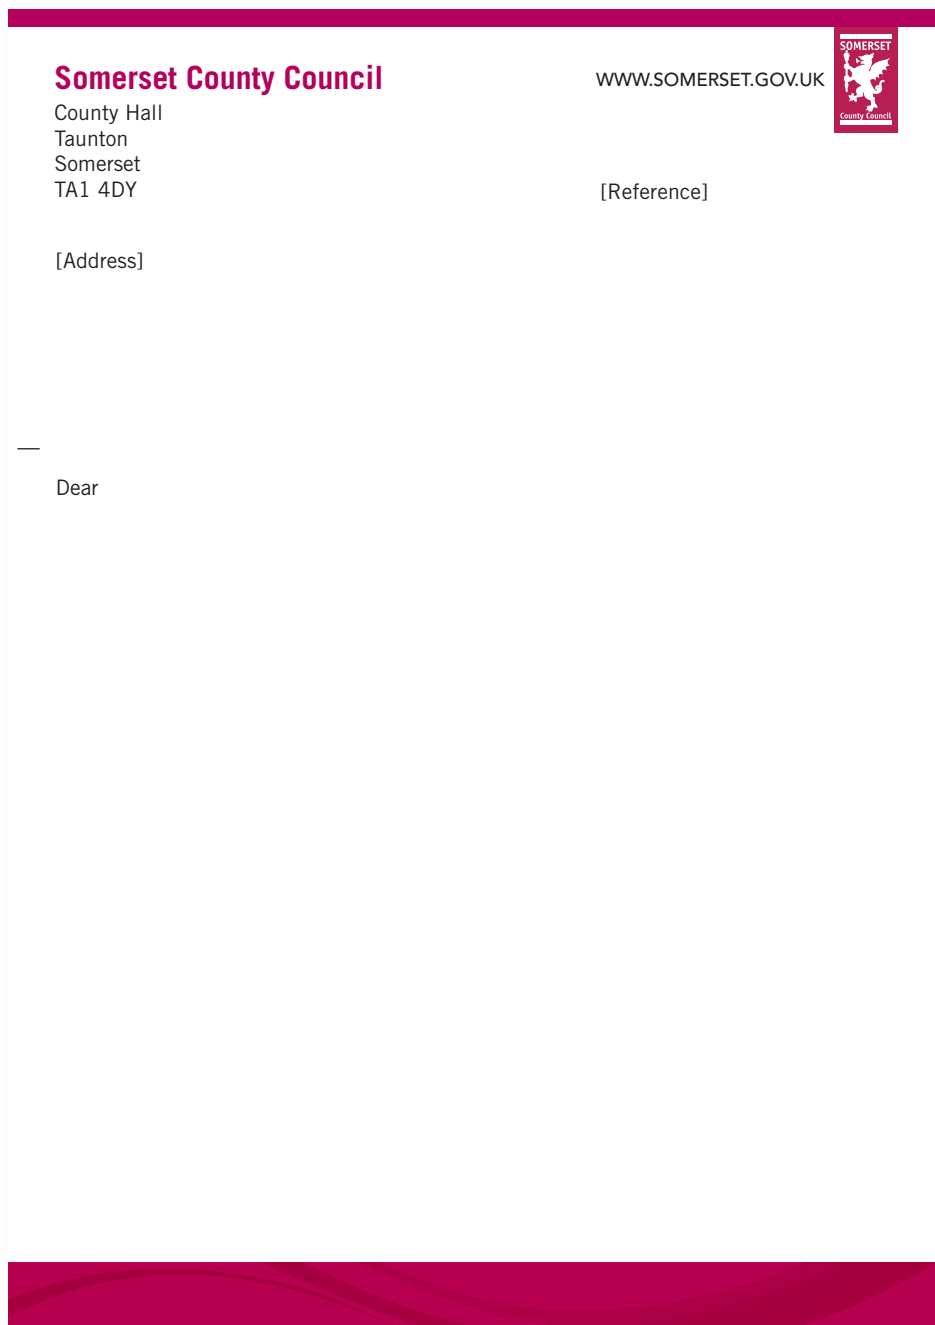 Somerset County Council
County Hall
Taunton
Somerset
TA1 4DY
WWW.SOMERSET.GOV.UK
SOMERSET
County Council
[Reference]
[Address]
Dear